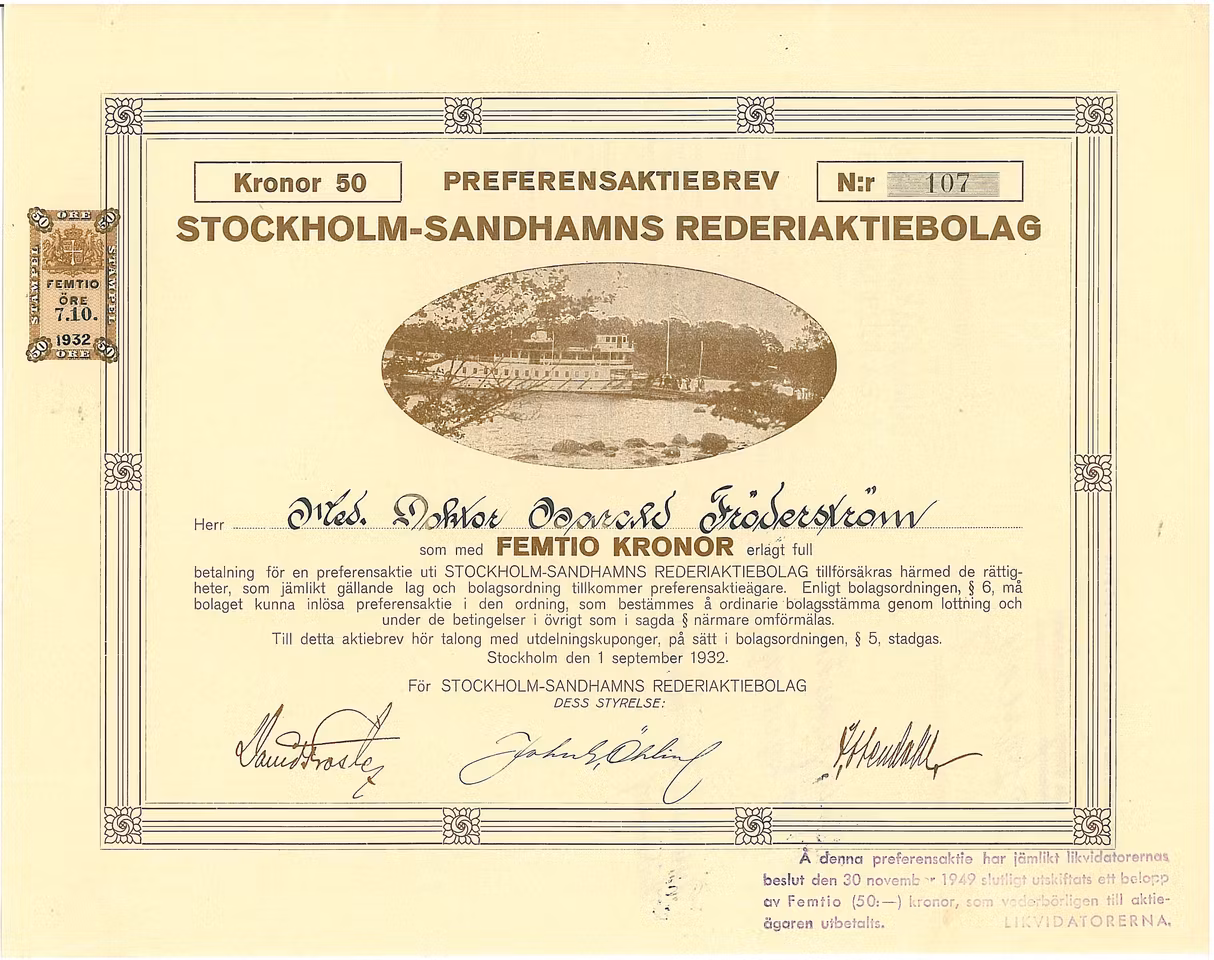 Kronor 50
PREFERENSAKTIEBREV
N:r 107
STOCKHOLM-SANDHAMNS REDERIAKTIEBOLAG
50 ÖRE 50
STÄMPEL
STÄMPEL
FEMTIO
ÖRE
7.10.
1932
50 ÖRE 50
Herr Med. Doktor Fröderström
som med FEMTIO KRONOR erlagt full
betalning för en preferensaktie uti STOCKHOLM-SANDHAMNS REDERIAKTIEBOLAG tillförsäkras härmed de rättig-
heter, som jämlikt gällande lag och bolagsordning tillkommer preferensaktieägare. Enligt bolagsordningen, § 6, må
bolaget kunna inlösa preferensaktie i den ordning, som bestämmes å ordinarie bolagsstämma genom lottning och
under de betingelser i övrigt som i sagda § närmare omförmälas.
Till detta aktiebrev hör talong med utdelningskuponger, på sätt i bolagsordningen, § 5, stadgas.
Stockholm den 1 september 1932.
För STOCKHOLM-SANDHAMNS REDERIAKTIEBOLAG
DESS STYRELSE:
John G, Öhling
Å denna preferensaktie har jämlikt likvidatorernas
beslut den 30 november 1949 slutligt utskiftats ett belopp
av Femtio (50:—) kronor, som vederbörligen till aktie-
ägaren utbetalts. LIKVIDATORERNA.